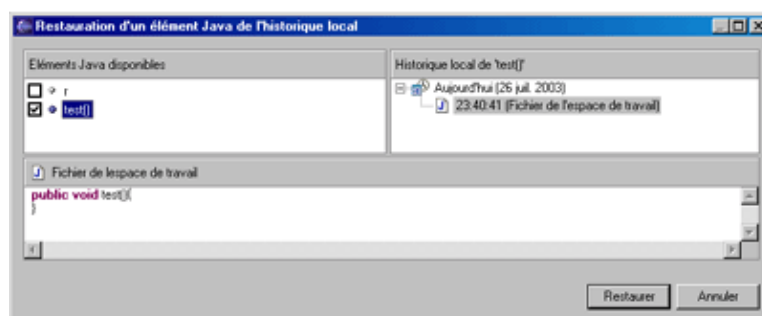 Restauration d'un élément Java de l'historique local
Eléments Java disponibles
Historique local de 'test()'
r
test()
Aujourd'hui (26 juil. 2003)
23:40:41 (Fichier de l'espace de travail)
Fichier de lespace de travail
public void test(){
}
Restaurer
Annuler